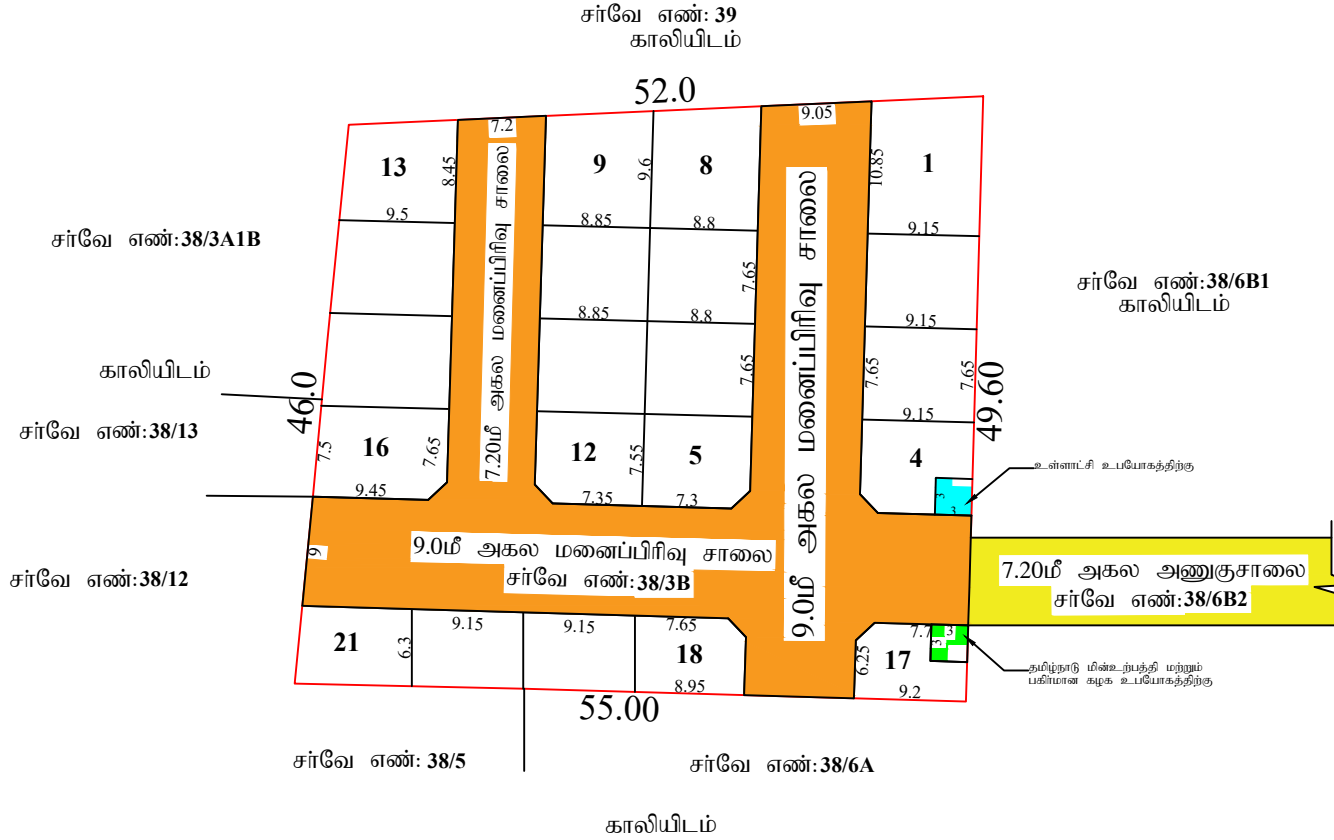 சர்வே எண்: 39
காலியிடம்
52.0
7.2
9.05
13
8.45
9
9.6
8
10.85
1
9.5
8.85
8.8
9.15
7.20மீ அகல மனைப்பிரிவு சாலை
9.0மீ அகல மனைப்பிரிவு சாலை
சர்வே எண்:38/3A1B
7.65
சர்வே எண்:38/6B1
காலியிடம்
8.85
8.8
9.15
காலியிடம்
46.0
7.65
7.65
7.65
49.60
9.15
சர்வே எண்:38/13
7.5
16
7.65
12
7.55
5
4
உள்ளாட்சி உபயோகத்திற்கு
9.45
7.35
7.3
3
3
9
9.0மீ அகல மனைப்பிரிவு சாலை
சர்வே எண்:38/3B
சர்வே எண்:38/12
7.20மீ அகல அணுகுசாலை
சர்வே எண்:38/6B2
21
6.3
9.15
9.15
7.65
18
8.95
6.25
17
7.7
3
3
9.2
தமிழ்நாடு மின்உற்பத்தி மற்றும்
பகிர்மான கழக உபயோகத்திற்கு
55.00
சர்வே எண்: 38/5
சர்வே எண்:38/6A
காலியிடம்